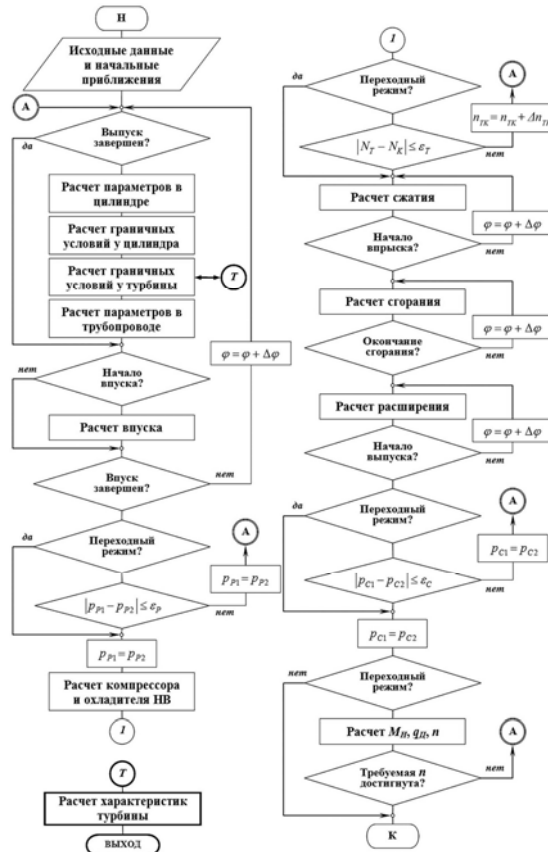 Н
Исходные данные
и начальные
приближения
А
Выпуск
завершен?
да
Расчет параметров в
цилиндре
Расчет граничных
условий у цилиндра
Расчет граничных
условий у турбины
Т
Расчет параметров в
трубопроводе
φ = φ + Δφ
нет
Начало
впуска?
Расчет впуска
Впуск
завершен?
нет
да
Переходный
режим?
А
p_P1 = p_P2
|p_P1 − p_P2| ≤ ε_P
нет
p_P1 = p_P2
Расчет компрессора
и охладителя НВ
1
Т
Расчет характеристик
турбины
ВЫХОД
1
да
Переходный
режим?
А
n_TK = n_TK + Δn_TK
|N_T − N_K| ≤ ε_T
нет
Расчет сжатия
φ = φ + Δφ
Начало
впрыска?
нет
Расчет сгорания
φ = φ + Δφ
Окончание
сгорания?
нет
Расчет расширения
φ = φ + Δφ
Начало
выпуска?
нет
да
Переходный
режим?
А
p_C1 = p_C2
|p_C1 − p_C2| ≤ ε_C
нет
p_C1 = p_C2
нет
Переходный
режим?
Расчет M_H, q_Ц, n
А
Требуемая n
достигнута?
нет
К